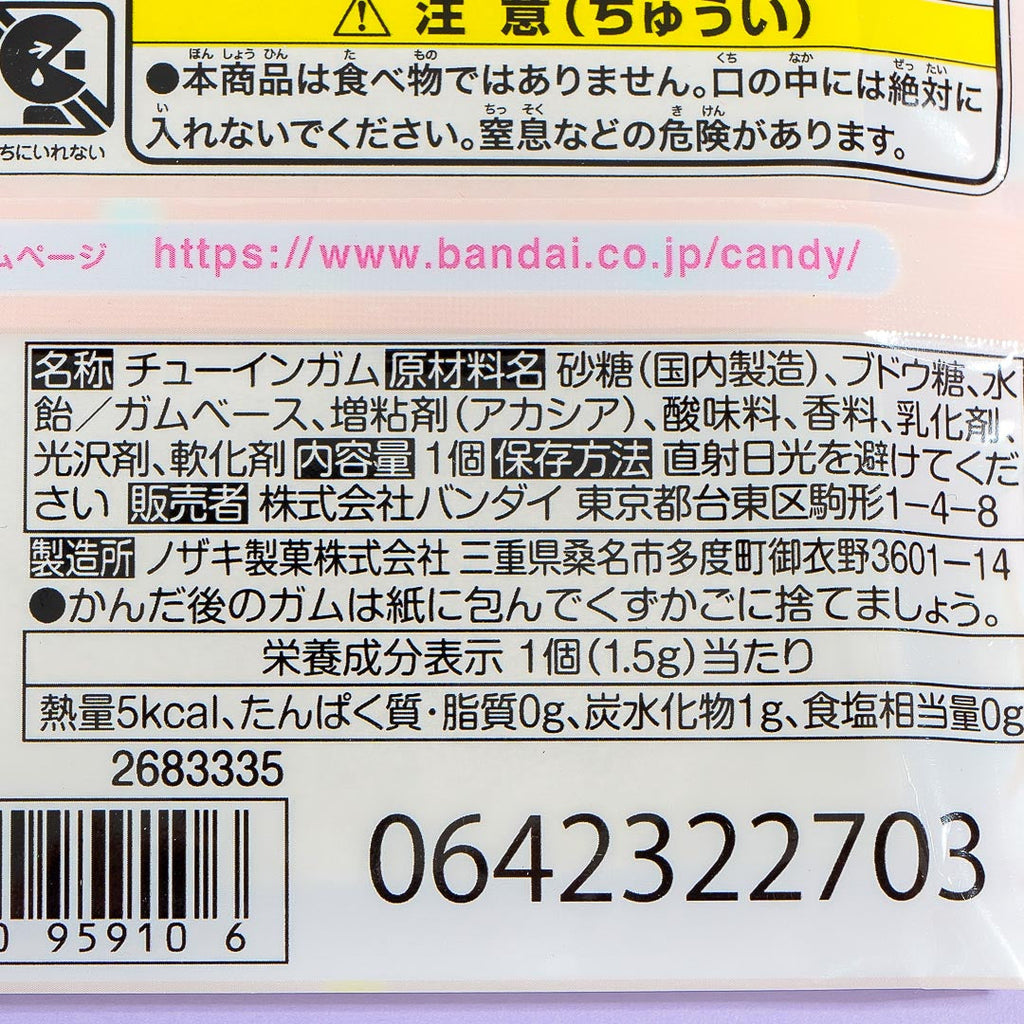 注意(ちゅうい)
●本商品は食べ物ではありません。口の中には絶対に
入れないでください。窒息などの危険があります。
ちにいれない
ムページ https://www.bandai.co.jp/candy/
名称 チューインガム 原材料名 砂糖(国内製造)、ブドウ糖、水
飴/ガムベース、増粘剤(アカシア)、酸味料、香料、乳化剤、
光沢剤、軟化剤 内容量 1個 保存方法 直射日光を避けてくだ
さい 販売者 株式会社バンダイ 東京都台東区駒形1-4-8
製造所 ノザキ製菓株式会社 三重県桑名市多度町御衣野3601-14
●かんだ後のガムは紙に包んでくずかごに捨てましょう。
栄養成分表示 1個(1.5g)当たり
熱量5kcal、たんぱく質・脂質0g、炭水化物1g、食塩相当量0g
2683335
0642322703
0 95910 6